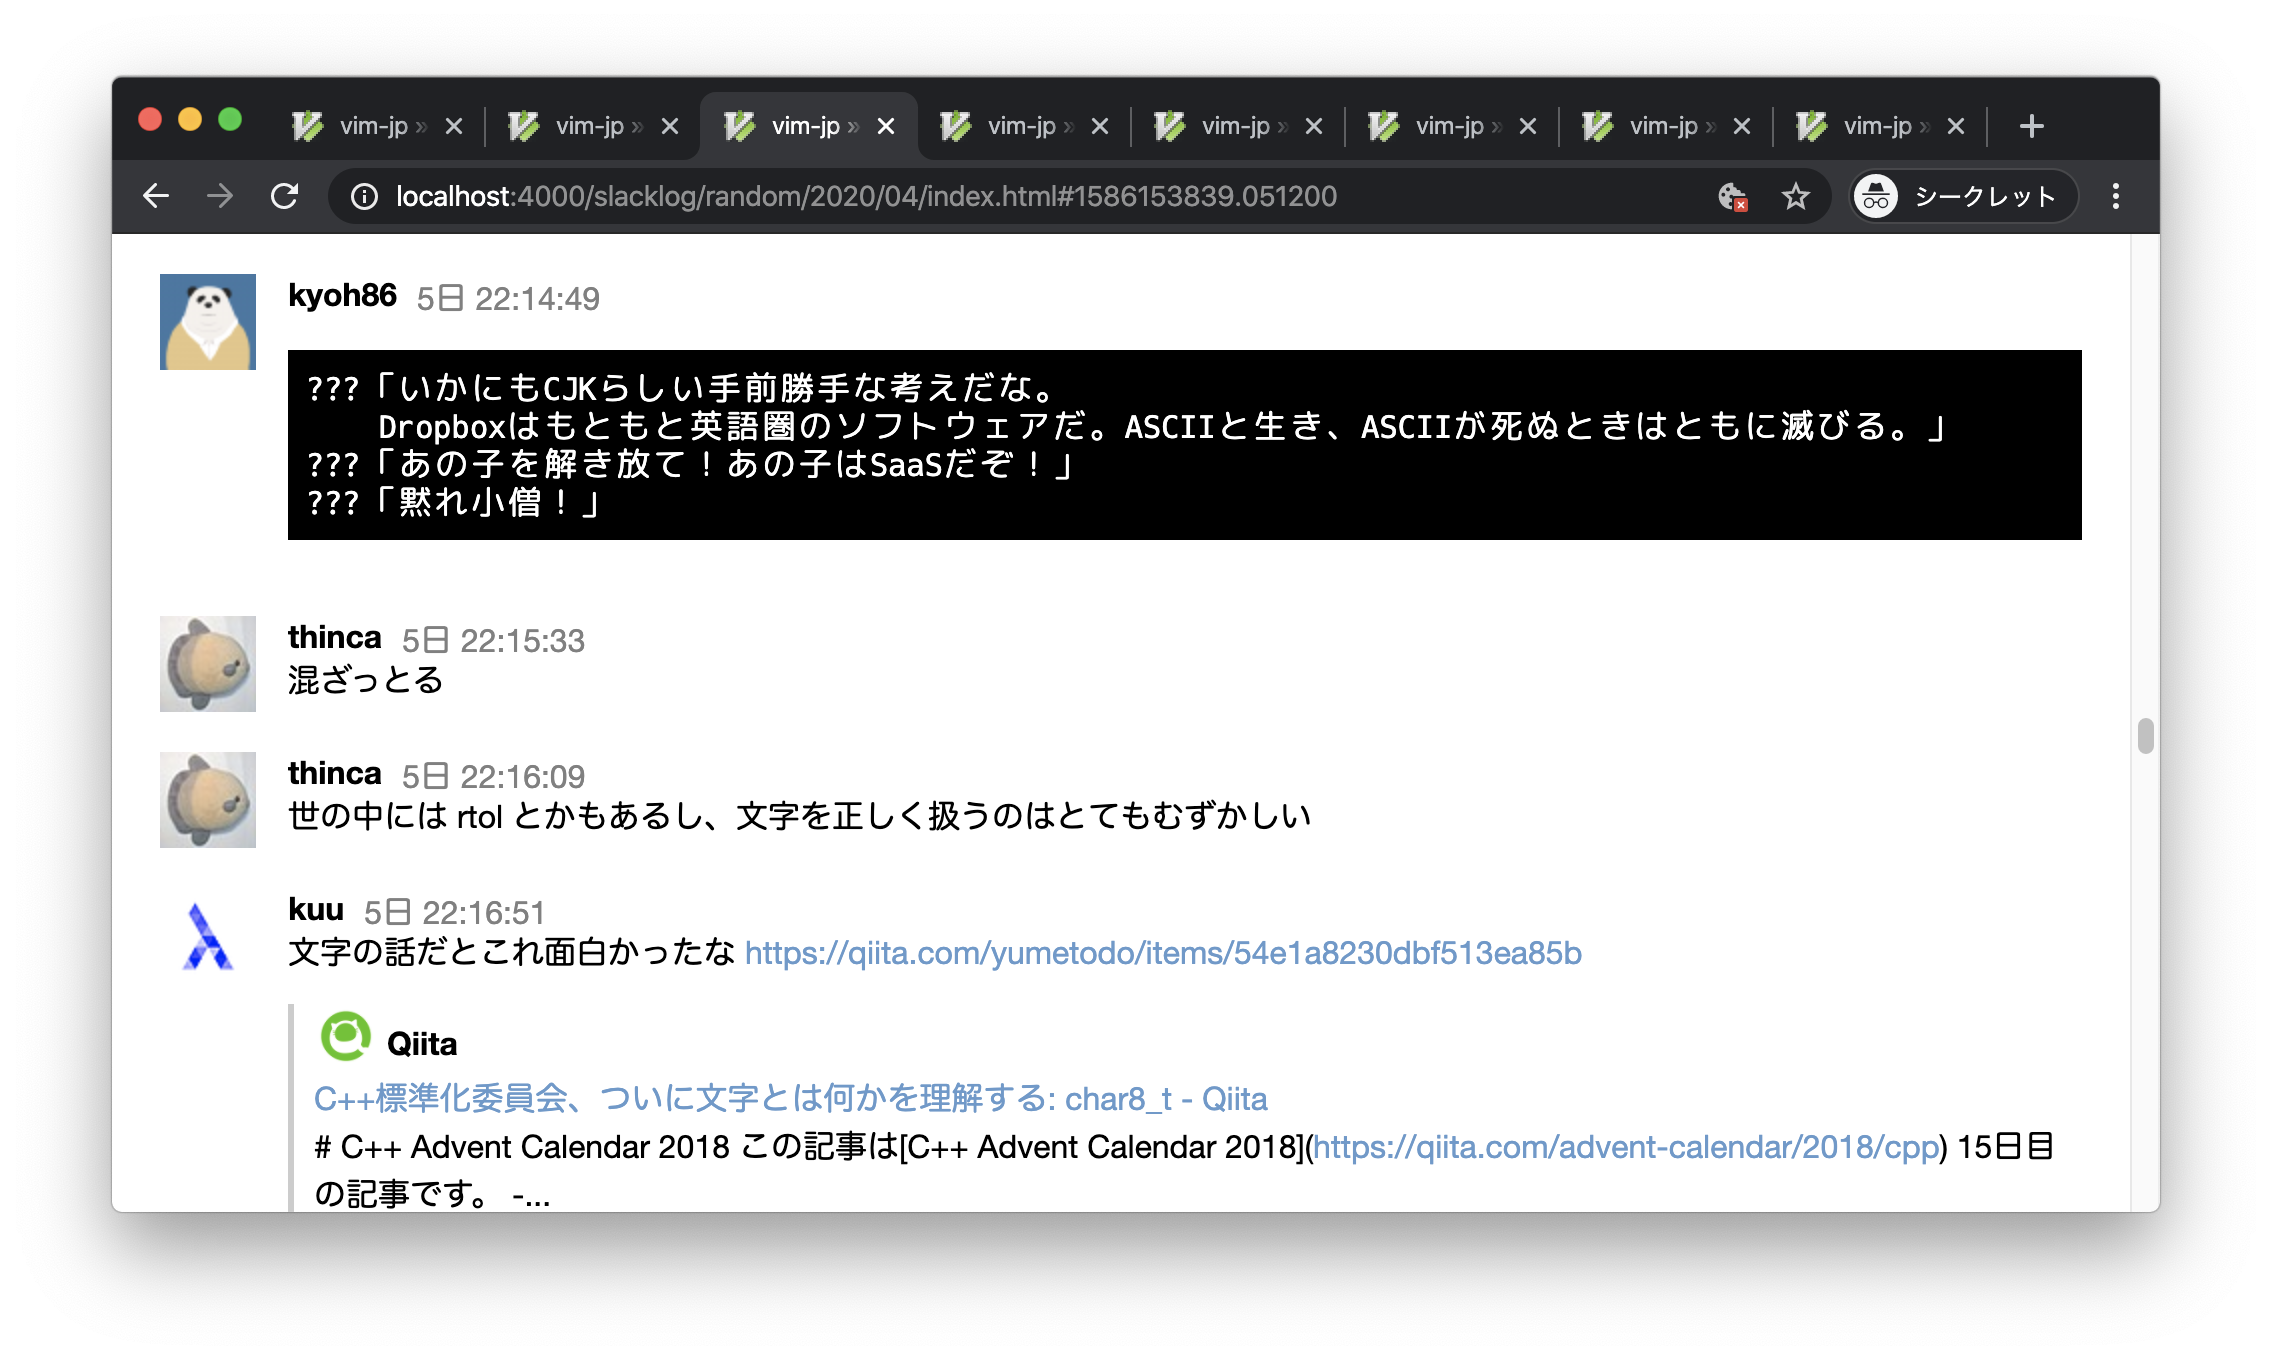 vim-jp » vim-jp » vim-jp » vim-jp » vim-jp » vim-jp » vim-jp » vim-jp »
localhost:4000/slacklog/random/2020/04/index.html#1586153839.051200 シークレット
kyoh86 5日 22:14:49
???「いかにもCJKらしい手前勝手な考えだな。
Dropboxはもともと英語圏のソフトウェアだ。ASCIIと生き、ASCIIが死ぬときはともに滅びる。」
???「あの子を解き放て！あの子はSaaSだぞ！」
???「黙れ小僧！」
thinca 5日 22:15:33
混ざっとる
thinca 5日 22:16:09
世の中には rtol とかもあるし、文字を正しく扱うのはとてもむずかしい
kuu 5日 22:16:51
文字の話だとこれ面白かったな https://qiita.com/yumetodo/items/54e1a8230dbf513ea85b
Qiita
C++標準化委員会、ついに文字とは何かを理解する: char8_t - Qiita
# C++ Advent Calendar 2018 この記事は[C++ Advent Calendar 2018](https://qiita.com/advent-calendar/2018/cpp) 15日目
の記事です。 -...